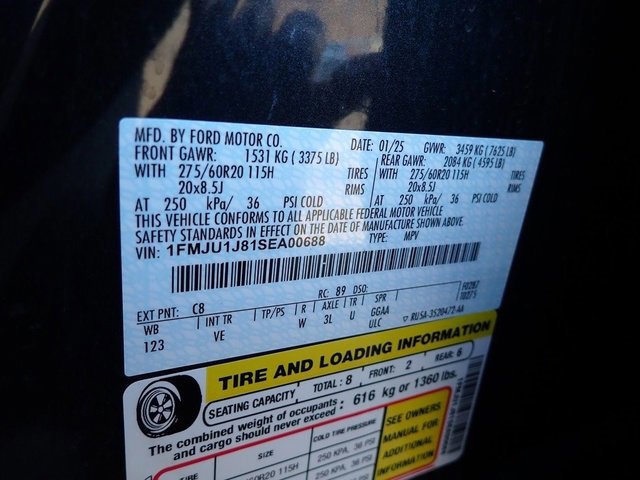 MFD. BY FORD MOTOR CO. DATE: 01/25 GVWR: 3459 KG (7625 LB)
FRONT GAWR: 1531 KG (3375 LB) REAR GAWR: 2084 KG (4595 LB)
WITH 275/60R20 115H TIRES WITH 275/60R20 115H TIRES
20x8.5J RIMS 20x8.5J RIMS
AT 250 kPa/ 36 PSI COLD AT 250 kPa/ 36 PSI COLD
THIS VEHICLE CONFORMS TO ALL APPLICABLE FEDERAL MOTOR VEHICLE
SAFETY STANDARDS IN EFFECT ON THE DATE OF MANUFACTURE SHOWN ABOVE.
VIN: 1FMJU1J81SEA00688 TYPE: MPV
EXT PNT: C8 RC: 89 DSO:
WB INT TR TP/PS R AXLE TR SPR
123 VE W 3L U GGAA
ULC ▽ RUSA-3520472-AA
TIRE AND LOADING INFORMATION
SEATING CAPACITY TOTAL: 8 FRONT: 2 REAR: 6
The combined weight of occupants and cargo should never exceed: 616 kg or 1360 lbs.
SIZE COLD TIRE PRESSURE
250 KPA, 36 PSI
250 KPA, 36 PSI
SEE OWNERS
MANUAL FOR
ADDITIONAL
INFORMATION